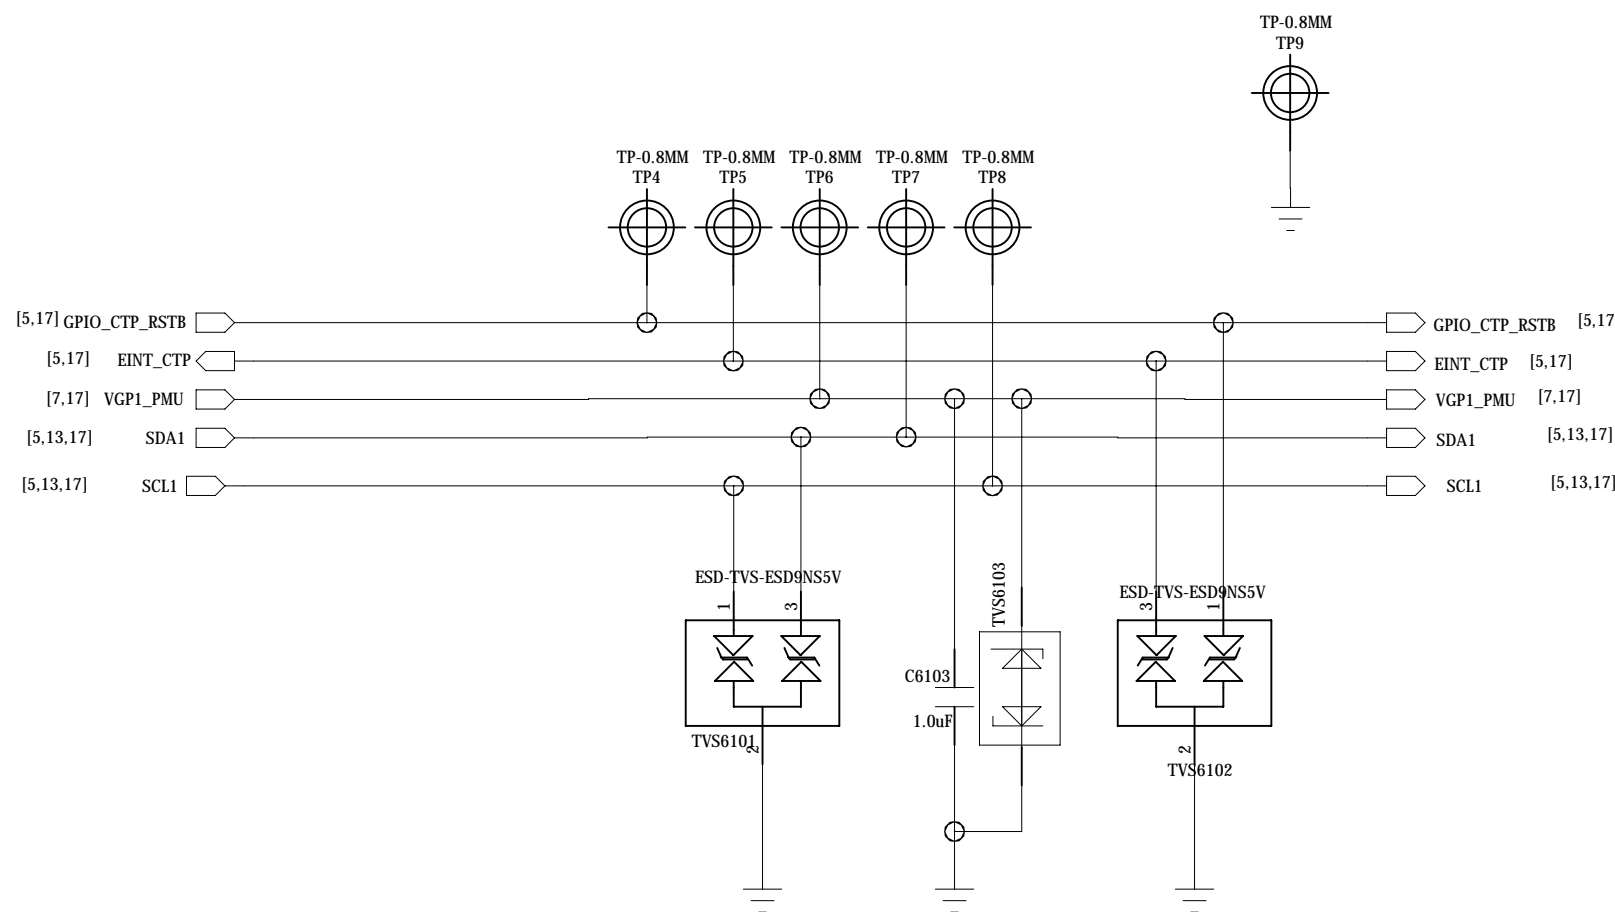 TP-0.8MM
TP9
TP-0.8MM TP-0.8MM TP-0.8MM TP-0.8MM TP-0.8MM
TP4 TP5 TP6 TP7 TP8
[5,17] GPIO_CTP_RSTB GPIO_CTP_RSTB [5,17
[5,17] EINT_CTP EINT_CTP [5,17]
[7,17] VGP1_PMU VGP1_PMU [7,17]
[5,13,17] SDA1 SDA1 [5,13,17]
[5,13,17] SCL1 SCL1 [5,13,17]
ESD-TVS-ESD9NS5V
1 3
TVS6101
2
C6103
1.0uF
TVS6103
ESD-TVS-ESD9NS5V
3 1
2
TVS6102